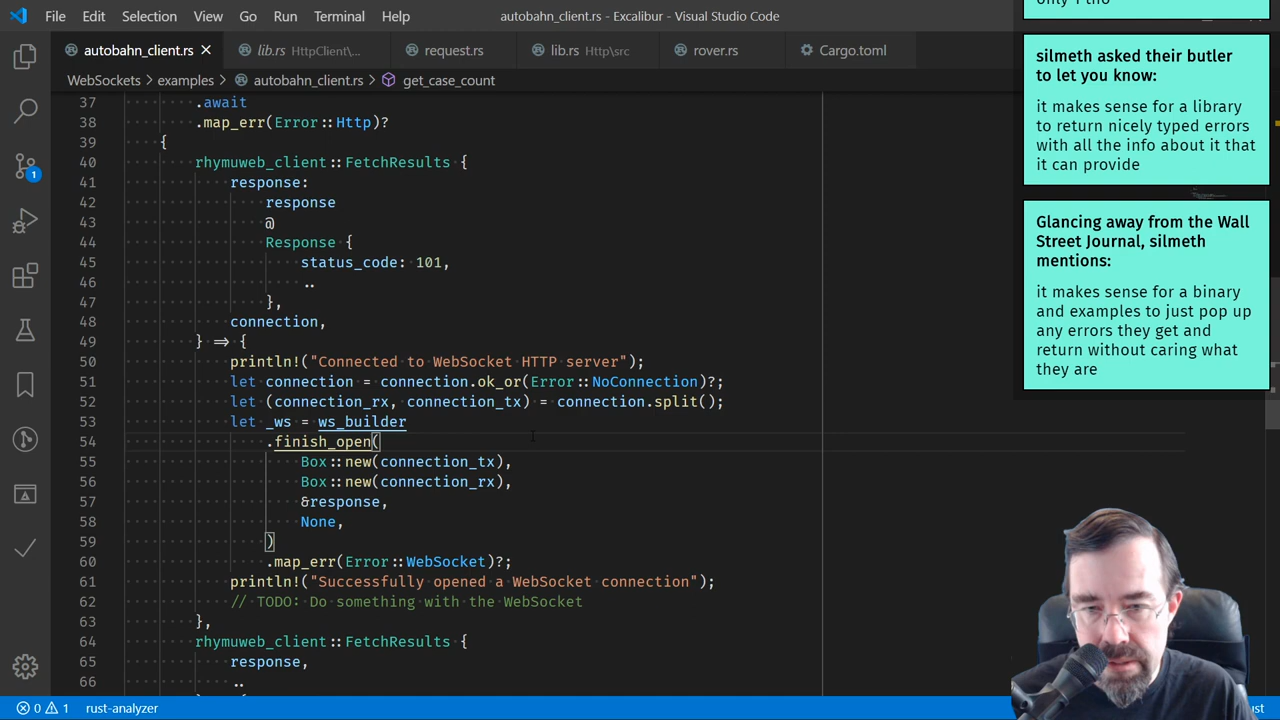 File Edit Selection View Go Run Terminal Help
autobahn_client.rs - Excalibur - Visual Studio Code
autobahn_client.rs × lib.rs HttpClient\... request.rs lib.rs Http\src rover.rs Cargo.toml
WebSockets > examples > autobahn_client.rs > get_case_count
37 .await
38 .map_err(Error::Http)?
39 {
40 rhymuweb_client::FetchResults {
41 response:
42 response
43 @
44 Response {
45 status_code: 101,
46 ..
47 },
48 connection,
49 } => {
50 println!("Connected to WebSocket HTTP server");
51 let connection = connection.ok_or(Error::NoConnection)?;
52 let (connection_rx, connection_tx) = connection.split();
53 let _ws = ws_builder
54 .finish_open(
55 Box::new(connection_tx),
56 Box::new(connection_rx),
57 &response,
58 None,
59 )
60 .map_err(Error::WebSocket)?;
61 println!("Successfully opened a WebSocket connection");
62 // TODO: Do something with the WebSocket
63 },
64 rhymuweb_client::FetchResults {
65 response,
66 ..
1
silmeth asked their butler
to let you know:
it makes sense for a library
to return nicely typed errors
with all the info about it that
it can provide
Glancing away from the Wall
Street Journal, silmeth
mentions:
it makes sense for a binary
and examples to just pop up
any errors they get and
return without caring what
they are
0 1 rust-analyzer